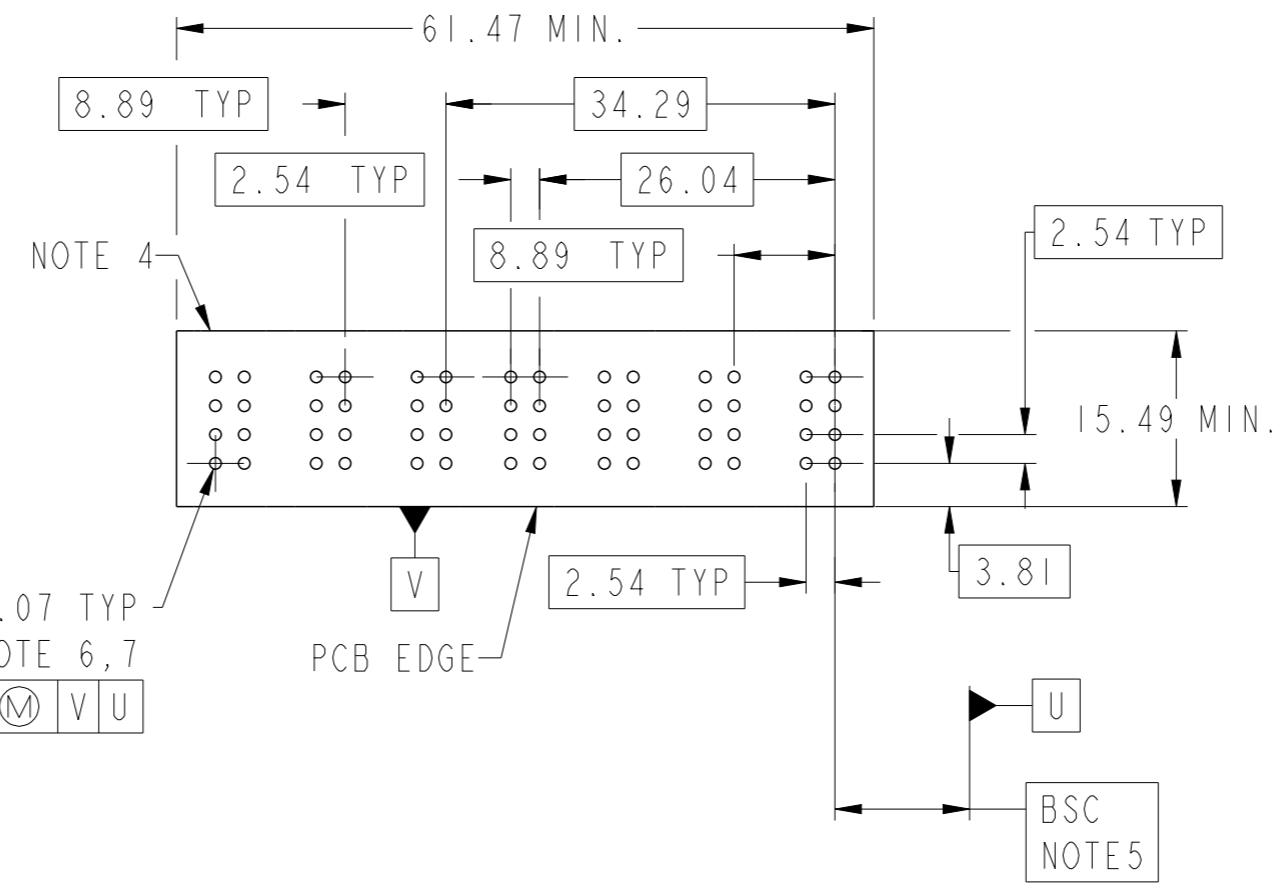 61.47 MIN.
8.89 TYP
34.29
2.54 TYP
26.04
2.54 TYP
NOTE 4
8.89 TYP
15.49 MIN.
2.54 TYP
3.81
V
.07 TYP
OTE 6,7
M V U
PCB EDGE
U
BSC
NOTE5